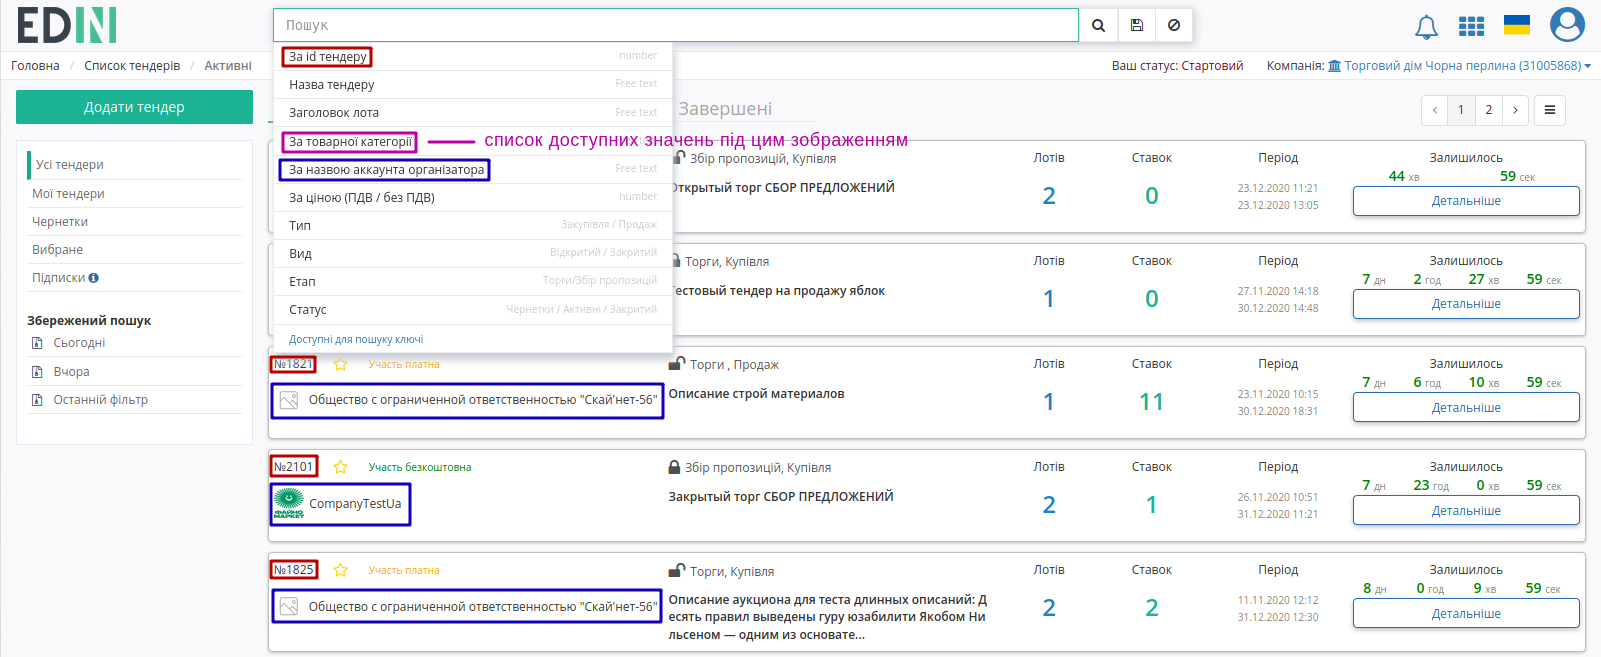 EDIN
Пошук
Головна / Список тендерів / Активні
Ваш статус: Стартовий
Компанія: Торговий дім Чорна перлина (31005868)
Додати тендер
Усі тендери
Мої тендери
Чернетки
Вибране
Підписки
Збережений пошук
Сьогодні
Вчора
Останній фільтр
За id тендеру number
Назва тендеру Free text
Заголовок лота Free text
За товарної категорії
список доступних значень під цим зображенням
За назвою аккаунта організатора Free text
За ціною (ПДВ / без ПДВ) number
Тип Закупівля / Продаж
Вид Відкритий / Закритий
Етап Торги/Збір пропозицій
Статус Чернетки / Активні / Закритий
Доступні для пошуку ключі
Завершені
‹ 1 2 ›
Збір пропозицій, Купівля
ткрытый торг СБОР ПРЕДЛОЖЕНИЙ
Лотів Ставок Період Залишилось
2 0
23.12.2020 11:21
23.12.2020 13:05
44 хв 59 сек
Детальніше
Торги, Купівля
естовый тендер на продажу яблок
Лотів Ставок Період Залишилось
1 0
27.11.2020 14:18
30.12.2020 14:48
7 дн 2 год 27 хв 59 сек
Детальніше
№1821 Участь платна
Общество с ограниченной ответственностью "Скай'нет-56"
Торги , Продаж
Описание строй материалов
Лотів Ставок Період Залишилось
1 11
23.11.2020 10:15
30.12.2020 18:31
7 дн 6 год 10 хв 59 сек
Детальніше
№2101 Участь безкоштовна
ФАЙНО МАРКЕТ
CompanyTestUa
Збір пропозицій, Купівля
Закрытый торг СБОР ПРЕДЛОЖЕНИЙ
Лотів Ставок Період Залишилось
2 1
26.11.2020 10:51
31.12.2020 11:21
7 дн 23 год 0 хв 59 сек
Детальніше
№1825 Участь платна
Общество с ограниченной ответственностью "Скай'нет-56"
Торги, Купівля
Описание аукциона для теста длинных описаний: Д
есять правил выведены гуру юзабилити Якобом Ни
льсеном — одним из основате...
Лотів Ставок Період Залишилось
2 2
11.11.2020 12:12
31.12.2020 12:30
8 дн 0 год 9 хв 59 сек
Детальніше